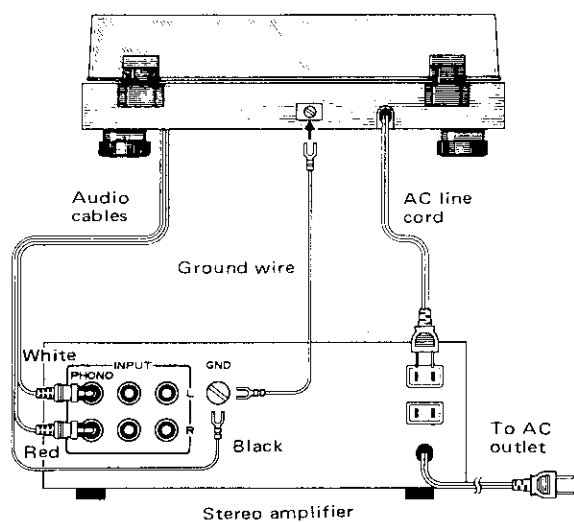 Audio
cables
AC line
cord
Ground wire
White
INPUT
GND
PHONO
L
R
Red
Black
To AC
outlet
Stereo amplifier